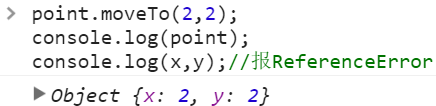 point.moveTo(2,2);
console.log(point);
console.log(x,y);//报ReferenceError
Object {x: 2, y: 2}